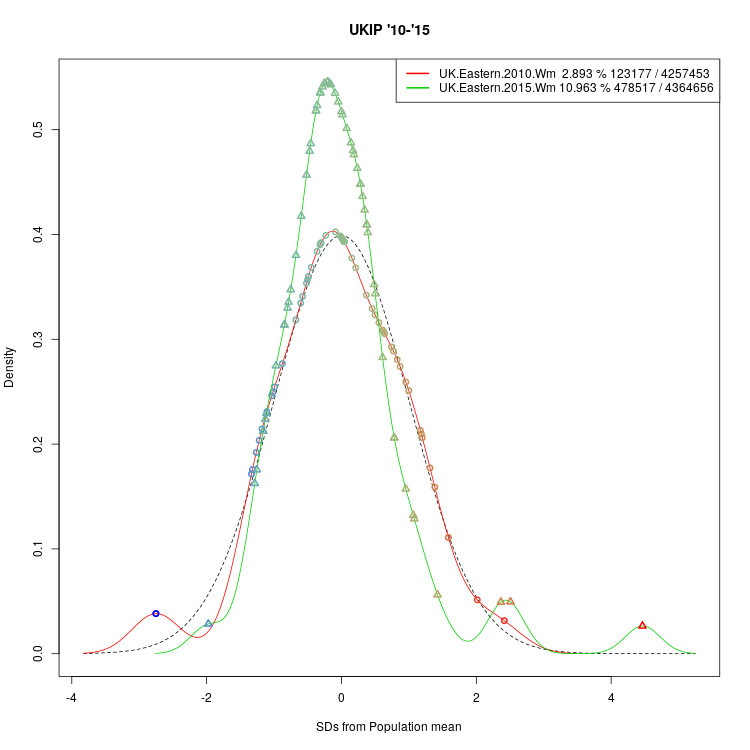 UKIP '10-'15
UK.Eastern.2010.Wm 2.893 % 123177 / 4257453
UK.Eastern.2015.Wm 10.963 % 478517 / 4364656
Density
0.5
0.4
0.3
0.2
0.1
0.0
-4 -2 0 2 4
SDs from Population mean